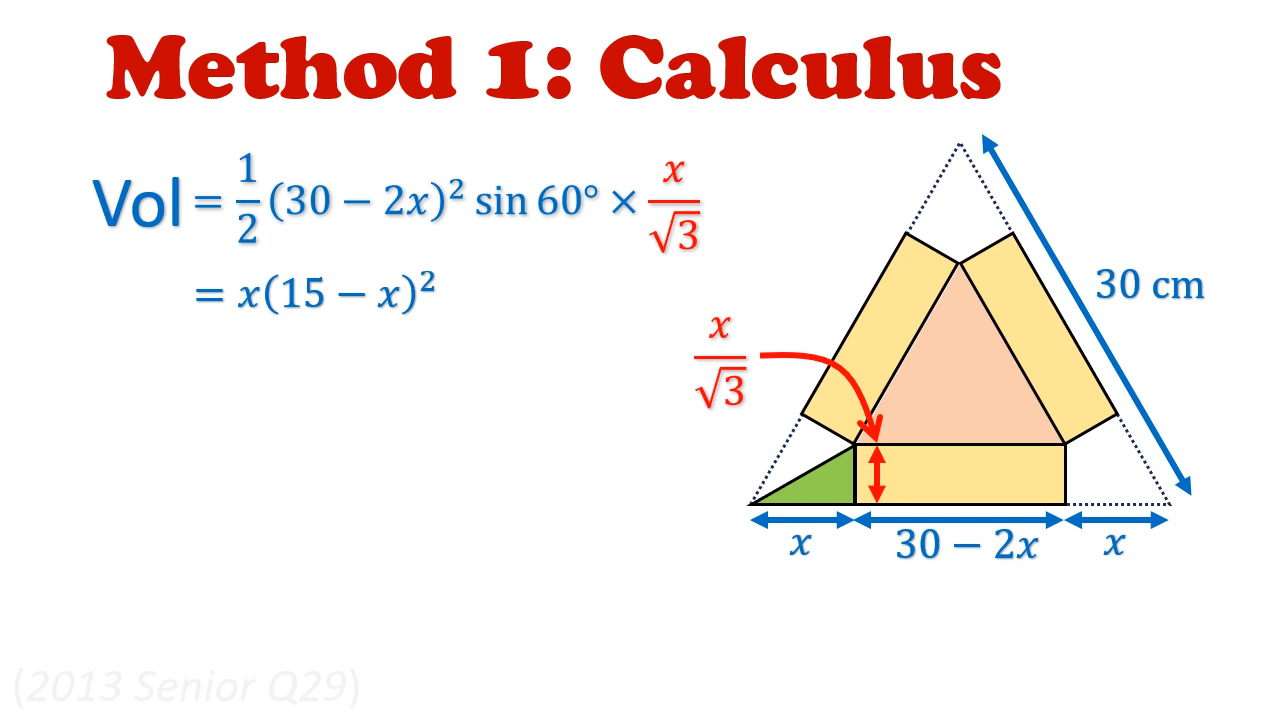 Method 1: Calculus
Vol = 1/2 (30 − 2x)² sin 60° × x/√3
= x(15 − x)²
30 cm
x/√3
x
30 − 2x
x
(2013 Senior Q29)